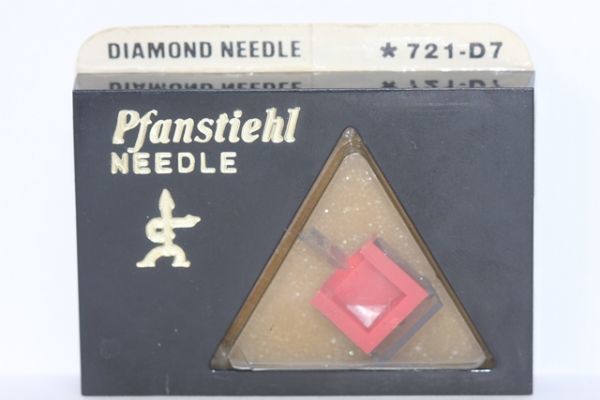 DIAMOND NEEDLE * 721-D7
Pfanstiehl
NEEDLE